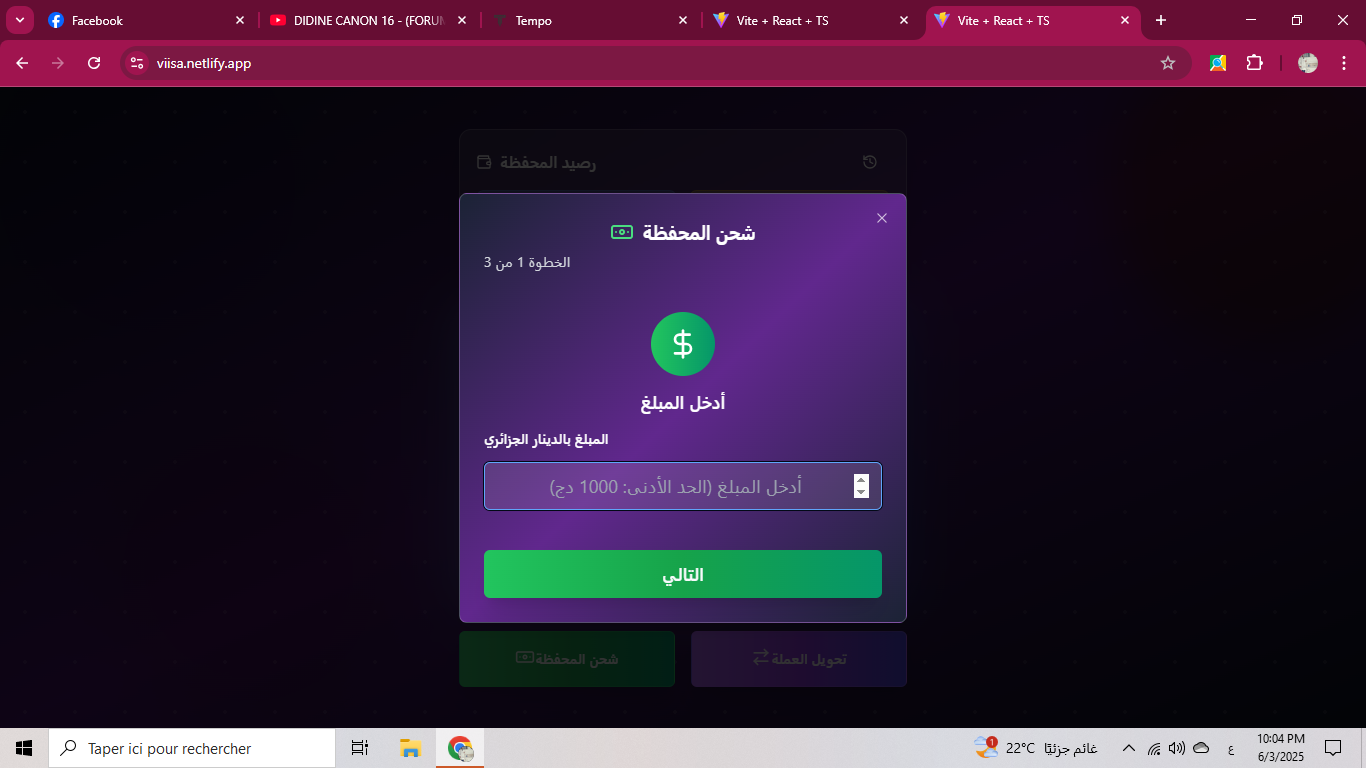 Facebook
DIDINE CANON 16 - (FORUM
Tempo
Vite + React + TS
Vite + React + TS
viisa.netlify.app
رصيد المحفظة
شحن المحفظة
الخطوة 1 من 3
$
أدخل المبلغ
المبلغ بالدينار الجزائري
أدخل المبلغ (الحد الأدنى: 1000 دج)
التالي
شحن المحفظة
تحويل العملة
Taper ici pour rechercher
1
22°C غائم جزئيًا
ع
10:04 PM
6/3/2025